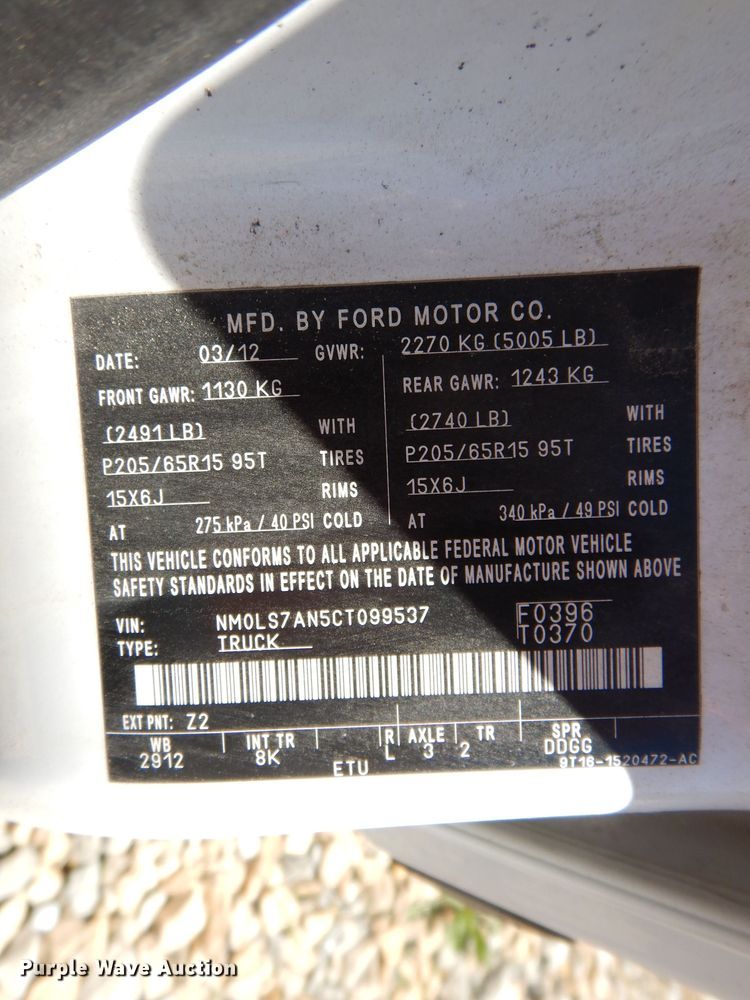 MFD. BY FORD MOTOR CO.
DATE: 03/12 GVWR: 2270 KG (5005 LB)
FRONT GAWR: 1130 KG REAR GAWR: 1243 KG
(2491 LB) WITH (2740 LB) WITH
P205/65R15 95T TIRES P205/65R15 95T TIRES
15X6J RIMS 15X6J RIMS
AT 275 kPa / 40 PSI COLD AT 340 kPa / 49 PSI COLD
THIS VEHICLE CONFORMS TO ALL APPLICABLE FEDERAL MOTOR VEHICLE
SAFETY STANDARDS IN EFFECT ON THE DATE OF MANUFACTURE SHOWN ABOVE
VIN: NM0LS7AN5CT099537 F0396
TYPE: TRUCK T0370
EXT PNT: Z2
WB INT TR R AXLE TR SPR
2912 8K L 3 2 DDGG
ETU 9T16-1520472-AC
Purple Wave Auction